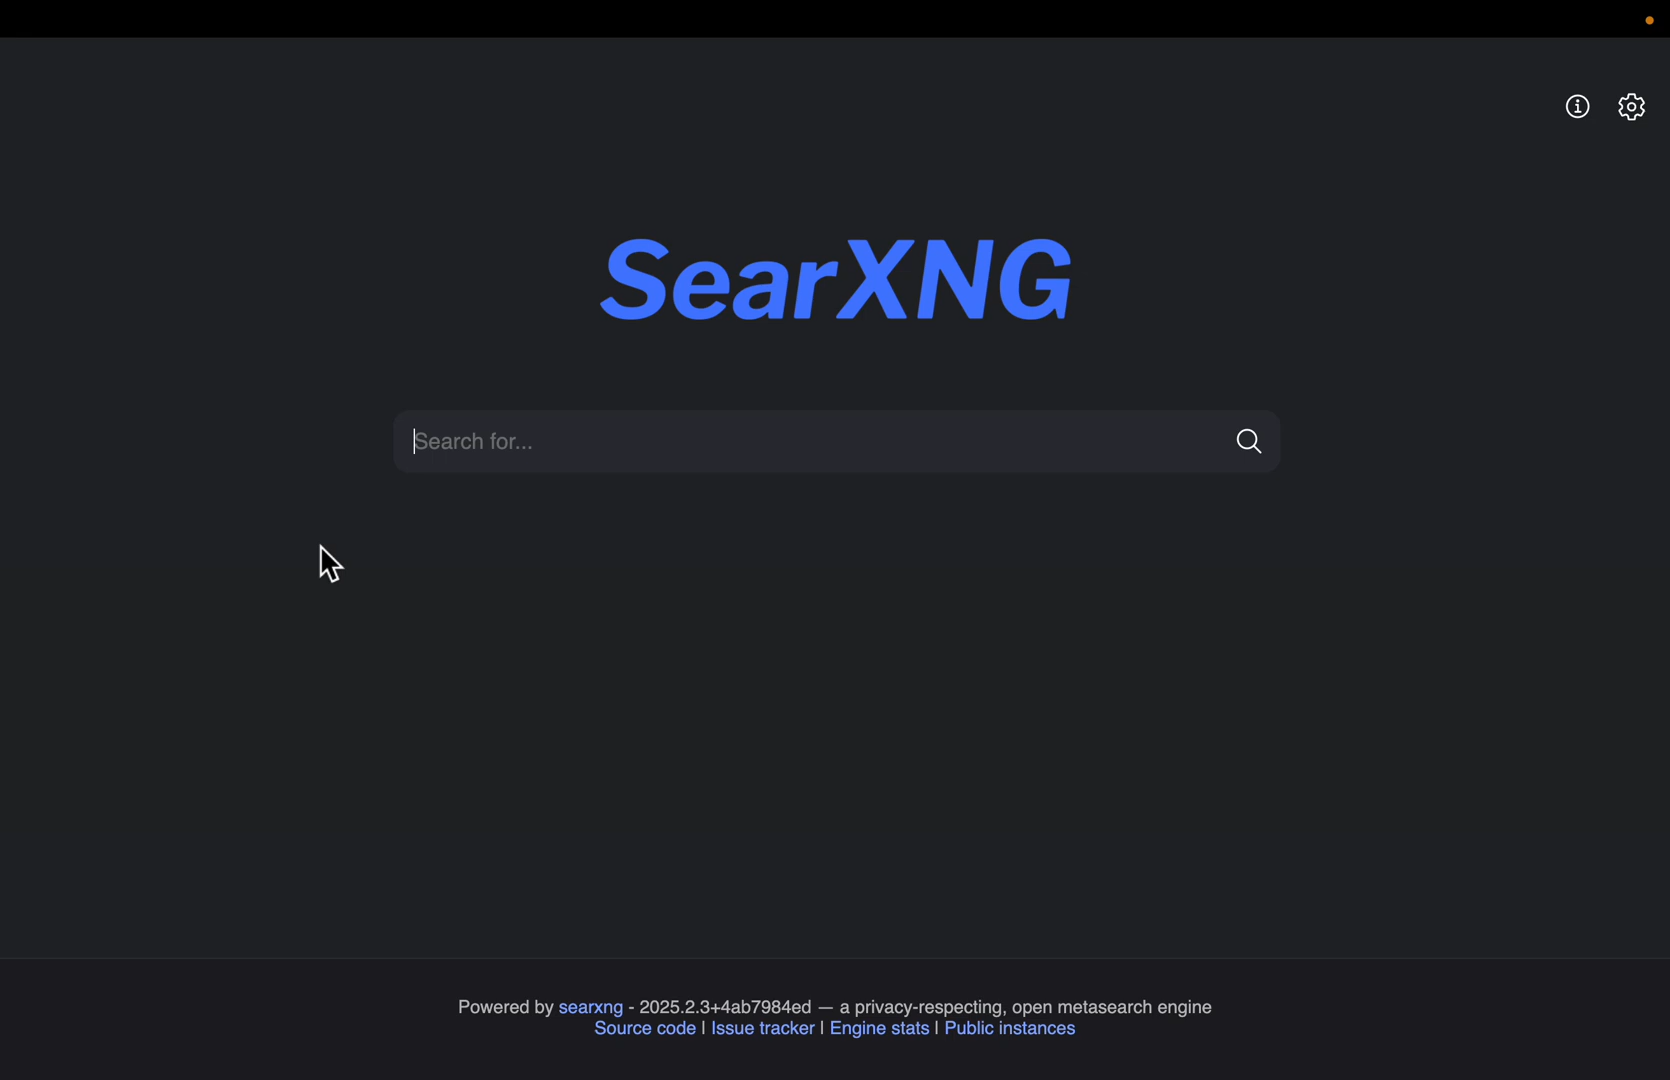 SearXNG
Search for...
Powered by searxng - 2025.2.3+4ab7984ed — a privacy-respecting, open metasearch engine
Source code | Issue tracker | Engine stats | Public instances